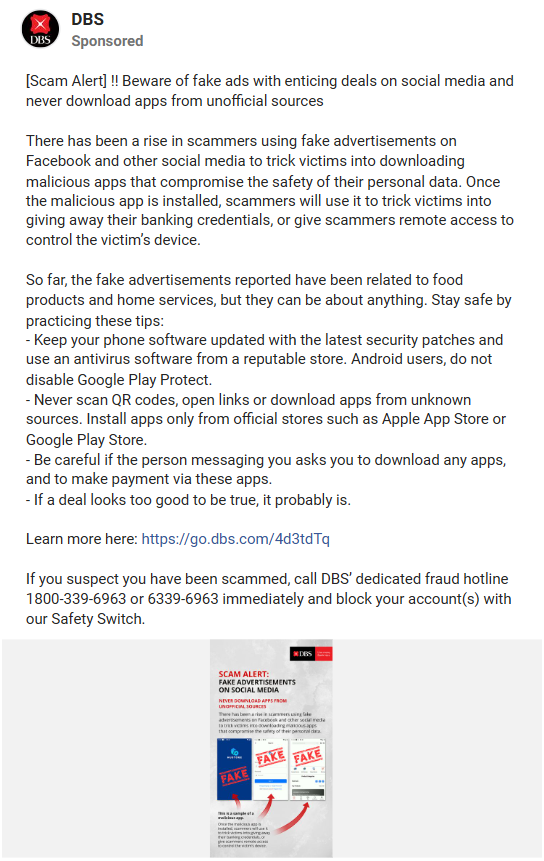 DBS
DBS
Sponsored
[Scam Alert] !! Beware of fake ads with enticing deals on social media and
never download apps from unofficial sources
There has been a rise in scammers using fake advertisements on
Facebook and other social media to trick victims into downloading
malicious apps that compromise the safety of their personal data. Once
the malicious app is installed, scammers will use it to trick victims into
giving away their banking credentials, or give scammers remote access to
control the victim’s device.
So far, the fake advertisements reported have been related to food
products and home services, but they can be about anything. Stay safe by
practicing these tips:
- Keep your phone software updated with the latest security patches and
use an antivirus software from a reputable store. Android users, do not
disable Google Play Protect.
- Never scan QR codes, open links or download apps from unknown
sources. Install apps only from official stores such as Apple App Store or
Google Play Store.
- Be careful if the person messaging you asks you to download any apps,
and to make payment via these apps.
- If a deal looks too good to be true, it probably is.
Learn more here: https://go.dbs.com/4d3tdTq
If you suspect you have been scammed, call DBS’ dedicated fraud hotline
1800-339-6963 or 6339-6963 immediately and block your account(s) with
our Safety Switch.
DBS
SCAM ALERT:
FAKE ADVERTISEMENTS
ON SOCIAL MEDIA
NEVER DOWNLOAD APPS FROM
UNOFFICIAL SOURCES
There has been a rise in scammers using fake
advertisements on Facebook and other social media
to trick victims into downloading malicious apps
that compromise the safety of their personal data.
FAKE
FAKE
FAKE
This is a sample of a
malicious app.
Once the malicious app is
installed, scammers will use it
to trick victims into giving away
their banking credentials, or
give scammers remote access
to control the victim's device.